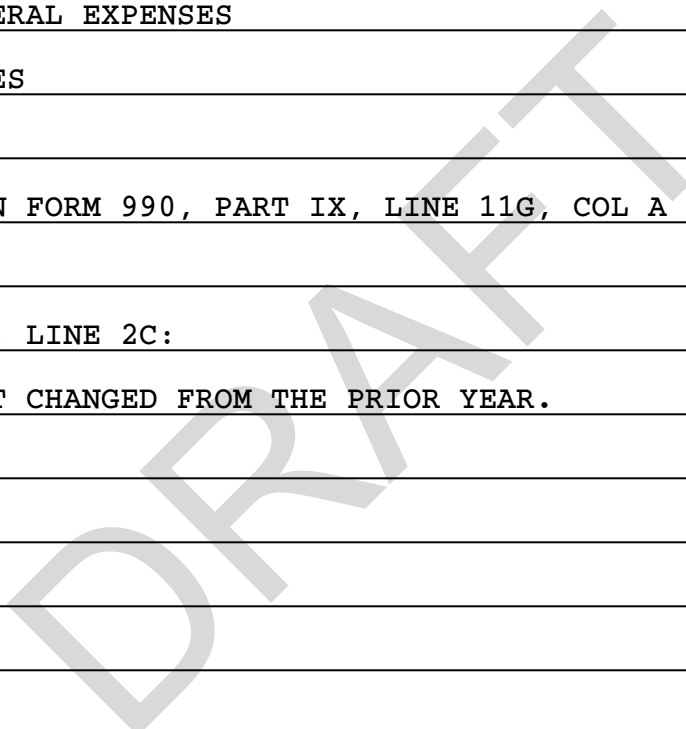 ERAL EXPENSES
ES
N FORM 990, PART IX, LINE 11G, COL A
LINE 2C:
T CHANGED FROM THE PRIOR YEAR.
DRAFT